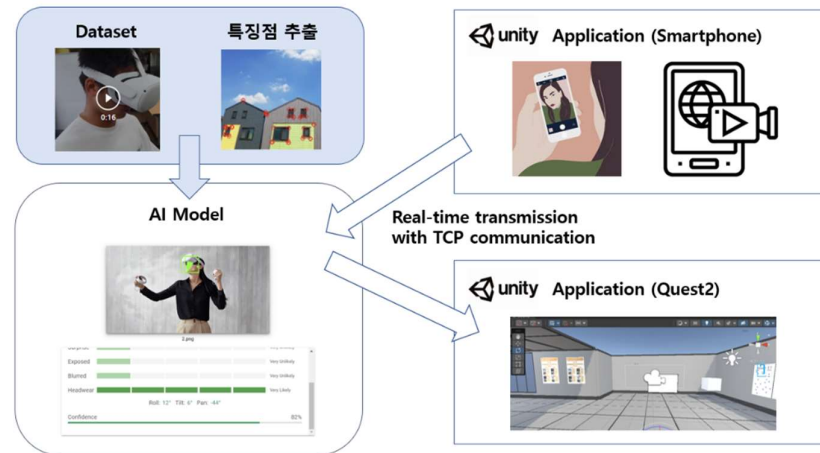 Dataset
특징점 추출
0:16
unity Application (Smartphone)
AI Model
Real-time transmission
with TCP communication
2.png
Exposed Very Unlikely
Blurred Very Unlikely
Headwear Very Likely
Roll: 12° Tilt: 6° Pan: -44°
Confidence 82%
unity Application (Quest2)